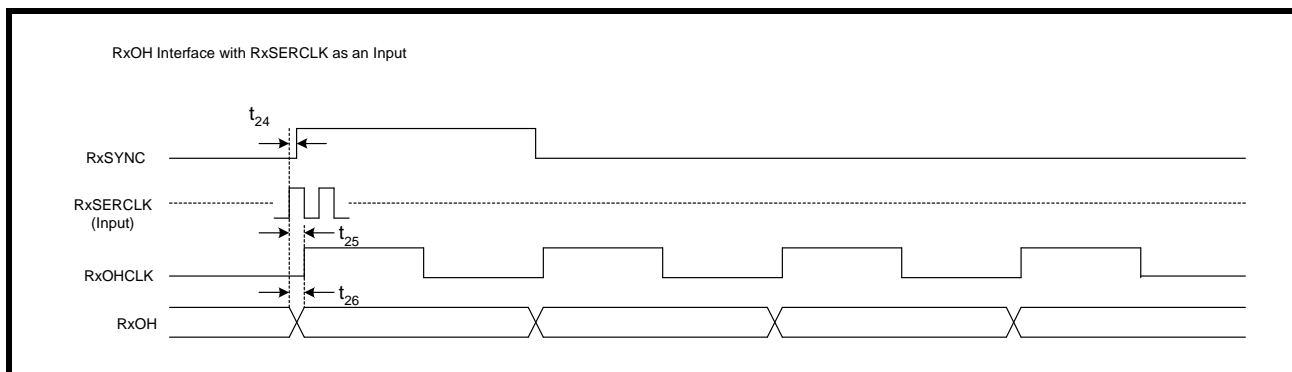 RxOH Interface with RxSERCLK as an Input
t24
RxSYNC
RxSERCLK
(Input)
t25
RxOHCLK
t26
RxOH